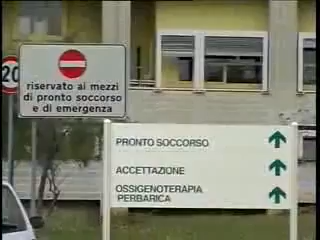 20
riservato ai mezzi
di pronto soccorso
e di emergenza
PRONTO SOCCORSO
ACCETTAZIONE
OSSIGENOTERAPIA
PERBARICA